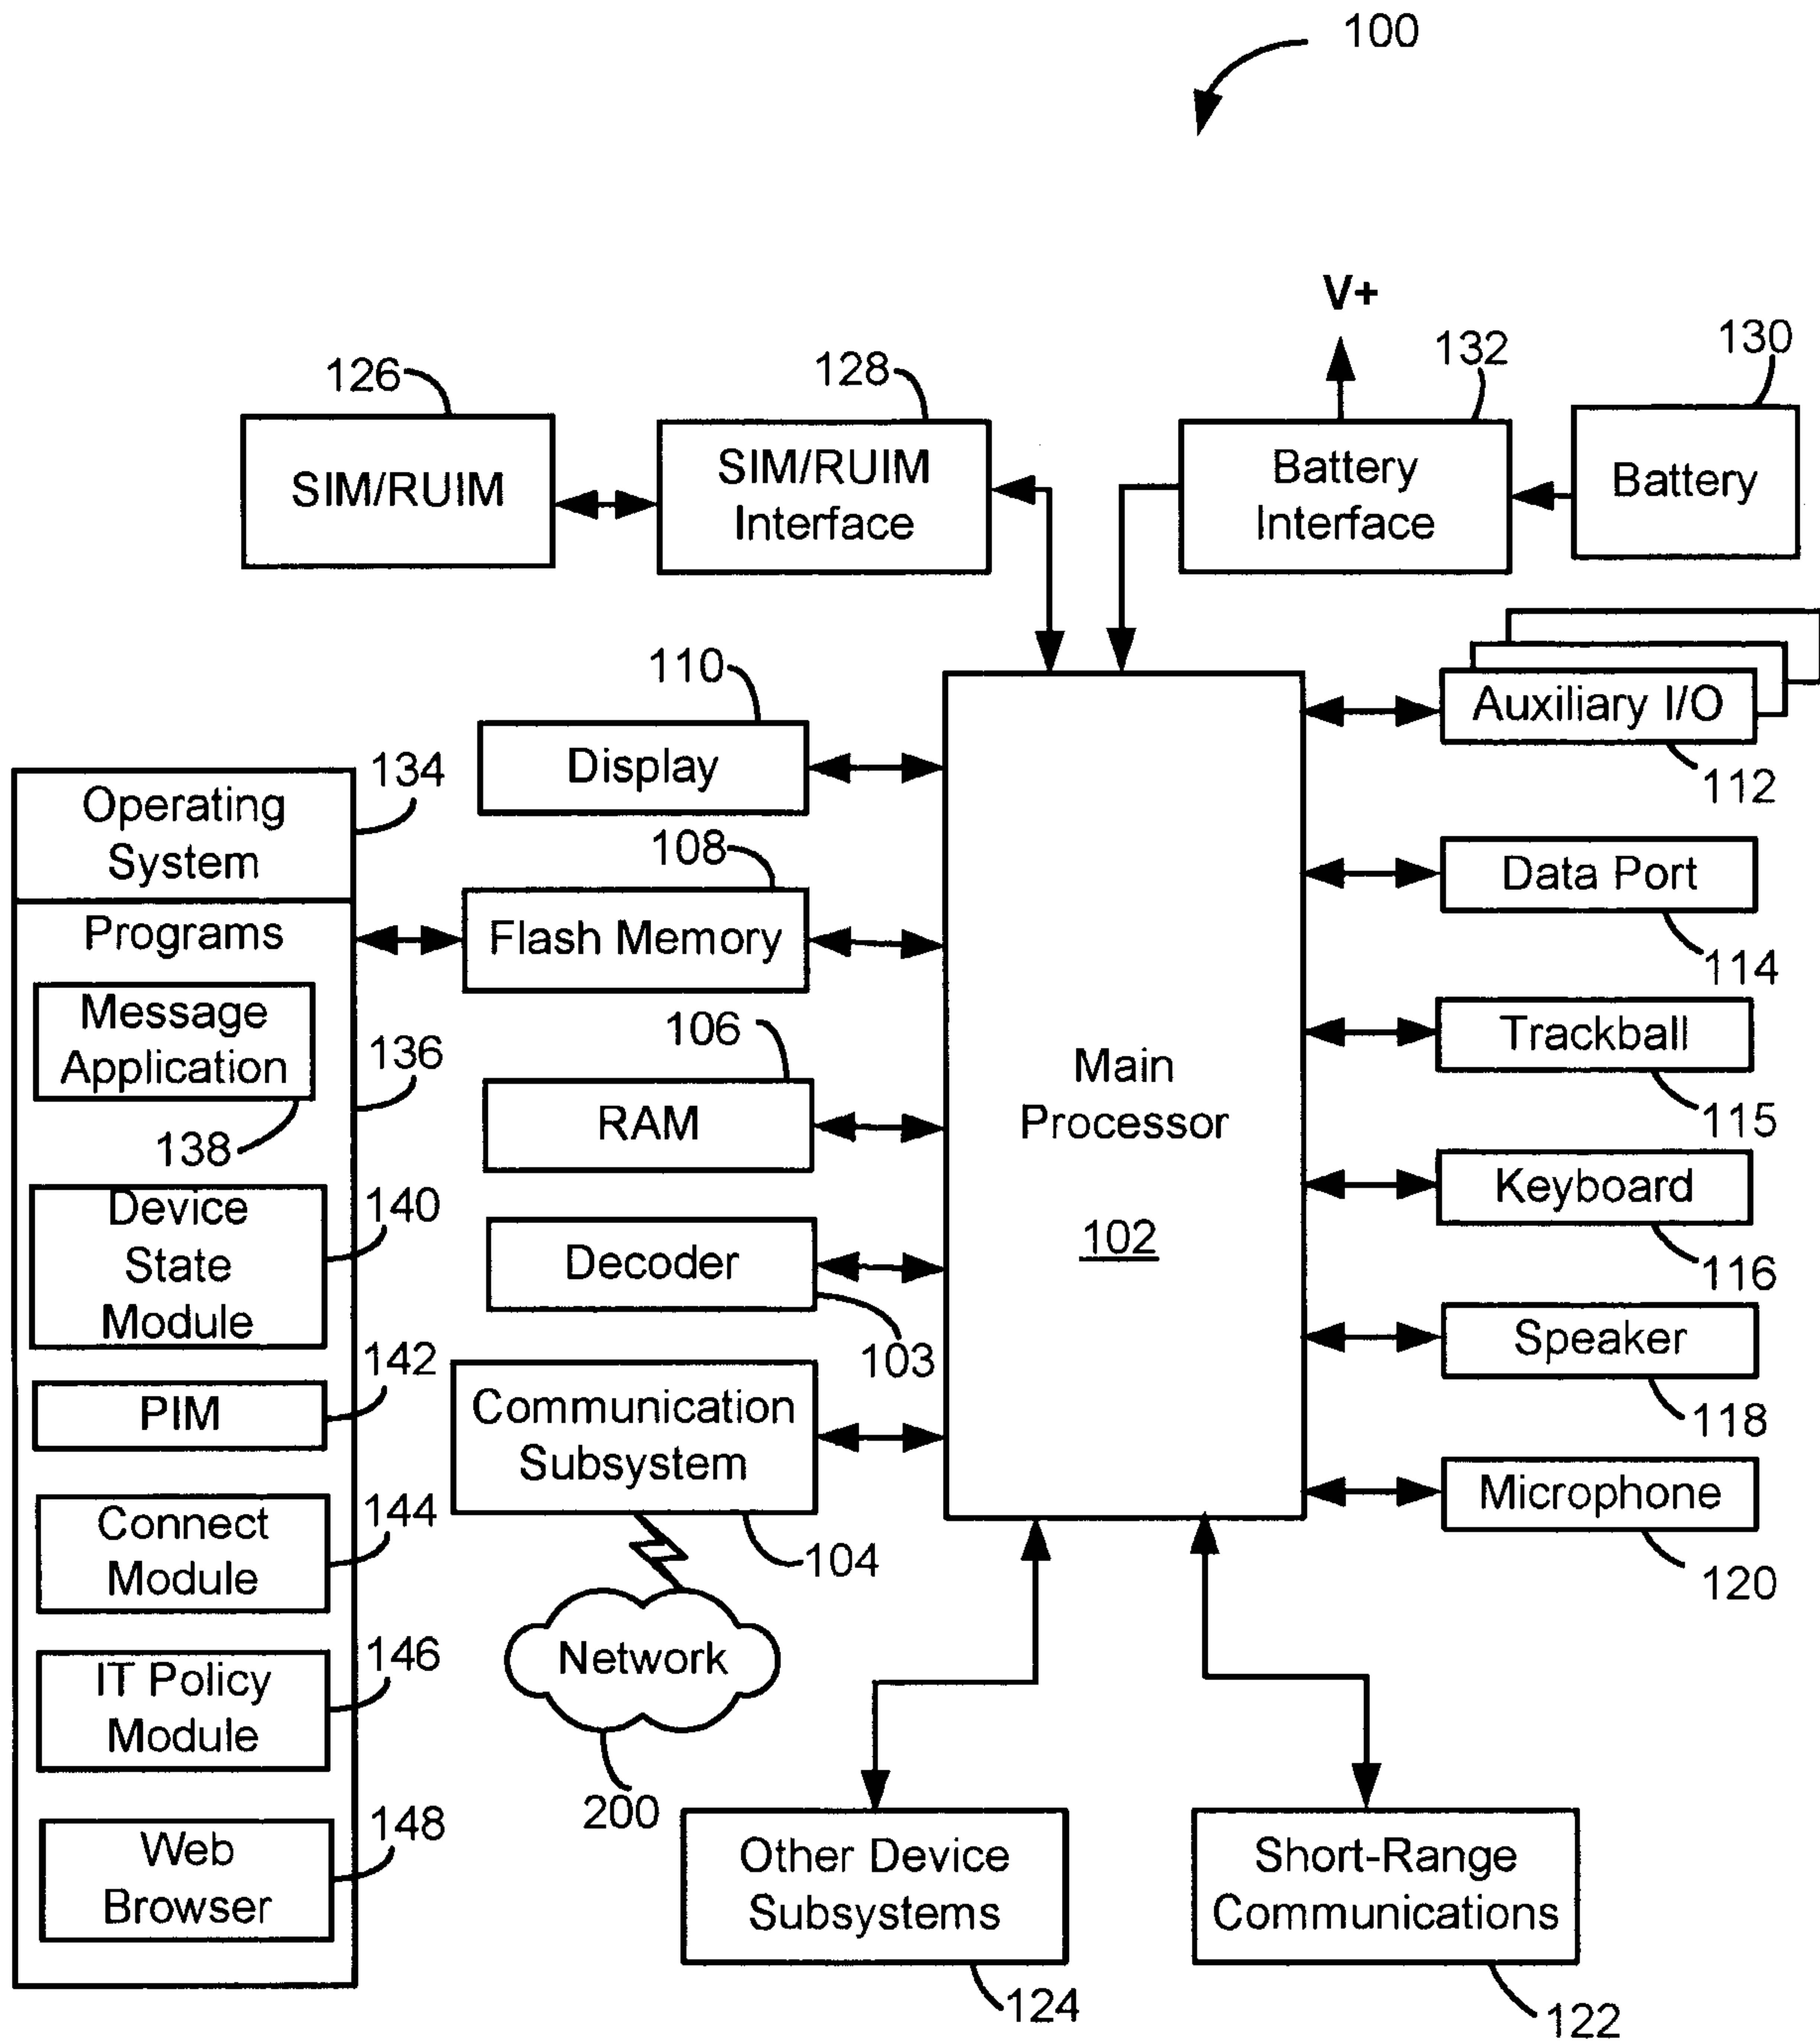 100
V+
126
128
132
130
SIM/RUIM
SIM/RUIM
Interface
Battery
Interface
Battery
110
Display
Auxiliary I/O
112
134
Operating
System
108
Flash Memory
Data Port
114
Programs
Message
Application
138
136
106
RAM
Main
Processor
102
Trackball
115
Device
State
Module
140
Decoder
103
Keyboard
116
PIM
142
Communication
Subsystem
104
Speaker
118
Connect
Module
144
Microphone
120
Network
200
IT Policy
Module
146
Web
Browser
148
Other Device
Subsystems
124
Short-Range
Communications
122